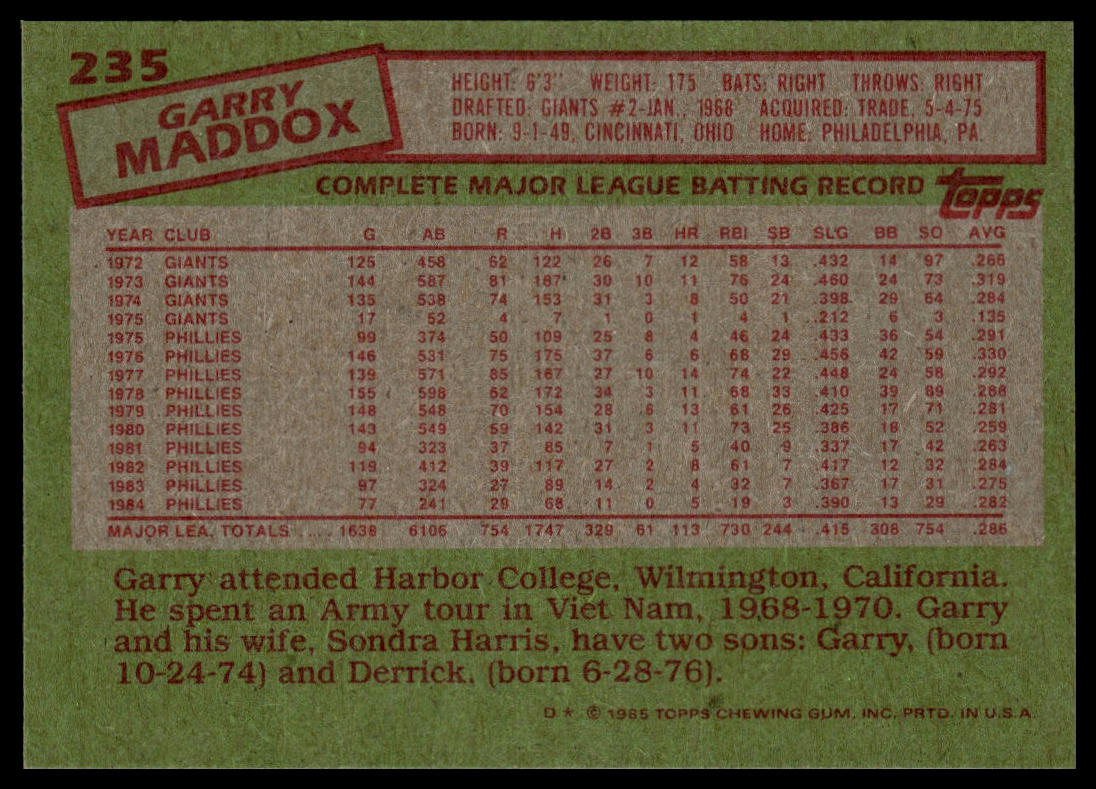 235
GARRY
MADDOX
HEIGHT: 6'3" WEIGHT: 175 BATS: RIGHT THROWS: RIGHT
DRAFTED: GIANTS #2-JAN., 1968 ACQUIRED: TRADE, 5-4-75
BORN: 9-1-49, CINCINNATI, OHIO HOME: PHILADELPHIA, PA.
COMPLETE MAJOR LEAGUE BATTING RECORD topps
YEAR CLUB G AB R H 2B 3B HR RBI SB SLG BB SO AVG
1972 GIANTS 125 458 62 122 26 7 12 58 13 .432 14 97 .266
1973 GIANTS 144 587 81 187 30 10 11 76 24 .460 24 73 .319
1974 GIANTS 135 538 74 153 31 3 8 50 21 .398 29 64 .284
1975 GIANTS 17 52 4 7 1 0 1 4 1 .212 6 3 .135
1975 PHILLIES 99 374 50 109 25 8 4 46 24 .433 36 54 .291
1976 PHILLIES 146 531 75 175 37 6 6 68 29 .456 42 59 .330
1977 PHILLIES 139 571 85 167 27 10 14 74 22 .448 24 58 .292
1978 PHILLIES 155 598 62 172 34 3 11 68 33 .410 39 89 .288
1979 PHILLIES 148 548 70 154 28 6 13 61 26 .425 17 71 .281
1980 PHILLIES 143 549 59 142 31 3 11 73 25 .386 18 52 .259
1981 PHILLIES 94 323 37 85 7 1 5 40 9 .337 17 42 .263
1982 PHILLIES 119 412 39 117 27 2 8 61 7 .417 12 32 .284
1983 PHILLIES 97 324 27 89 14 2 4 32 7 .367 17 31 .275
1984 PHILLIES 77 241 29 68 11 0 5 19 3 .390 13 29 .282
MAJOR LEA. TOTALS ..... 1638 6106 754 1747 329 61 113 730 244 .415 308 754 .286
Garry attended Harbor College, Wilmington, California.
He spent an Army tour in Viet Nam, 1968-1970. Garry
and his wife, Sondra Harris, have two sons: Garry, (born
10-24-74) and Derrick, (born 6-28-76).
D ★ © 1985 TOPPS CHEWING GUM, INC. PRTD. IN U.S.A.